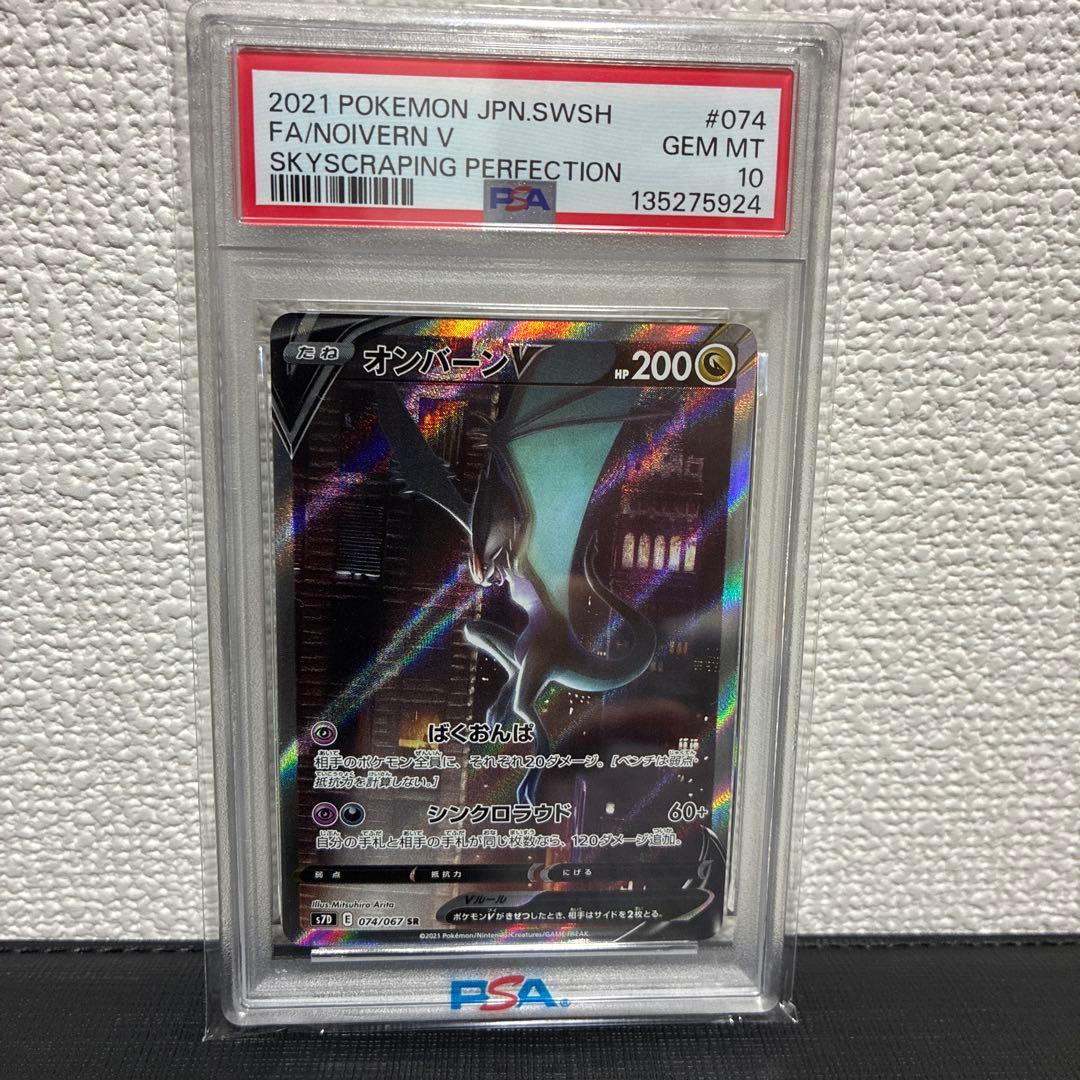 2021 POKEMON JPN.SWSH #074
FA/NOIVERN V GEM MT
SKYSCRAPING PERFECTION 10
PSA 135275924
たね オンバーンV HP 200
ばくおんぱ
相手のポケモン全員に、それぞれ20ダメージ。[ベンチは弱点・
抵抗力を計算しない。]
シンクロラウド 60+
自分の手札と相手の手札が同じ枚数なら、120ダメージ追加。
弱点 抵抗力 にげる
Illus. Mitsuhiro Arita
Vルール
ポケモンVがきぜつしたとき、相手はサイドを2枚とる。
s7D E 074/067 SR
©2021 Pokémon/Nintendo/Creatures/GAME FREAK.
PSA®